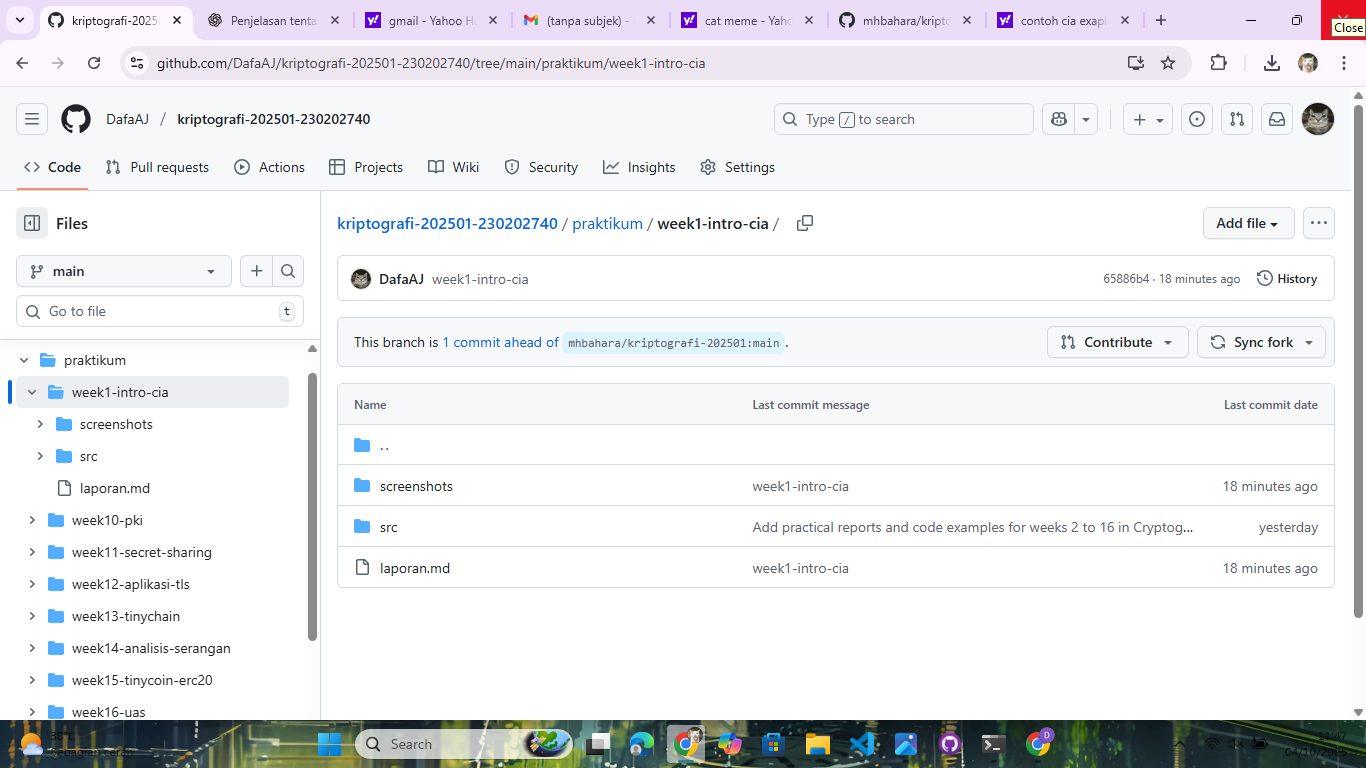 kriptografi-20250
Penjelasan tenta
gmail - Yahoo Ha
(tanpa subjek) -
cat meme - Yaho
mhbahara/kripto
contoh cia exapl
Close
github.com/DafaAJ/kriptografi-202501-230202740/tree/main/praktikum/week1-intro-cia
DafaAJ / kriptografi-202501-230202740
Type / to search
Code
Pull requests
Actions
Projects
Wiki
Security
Insights
Settings
Files
main
Go to file
t
praktikum
week1-intro-cia
screenshots
src
laporan.md
week10-pki
week11-secret-sharing
week12-aplikasi-tls
week13-tinychain
week14-analisis-serangan
week15-tinycoin-erc20
week16-uas
kriptografi-202501-230202740 / praktikum / week1-intro-cia /
Add file
DafaAJ week1-intro-cia
65886b4 · 18 minutes ago
History
This branch is 1 commit ahead of mhbahara/kriptografi-202501:main .
Contribute
Sync fork
Name Last commit message Last commit date
..
screenshots week1-intro-cia 18 minutes ago
src Add practical reports and code examples for weeks 2 to 16 in Cryptog... yesterday
laporan.md week1-intro-cia 18 minutes ago
30°C
Search
D
11:47
04/10/2025